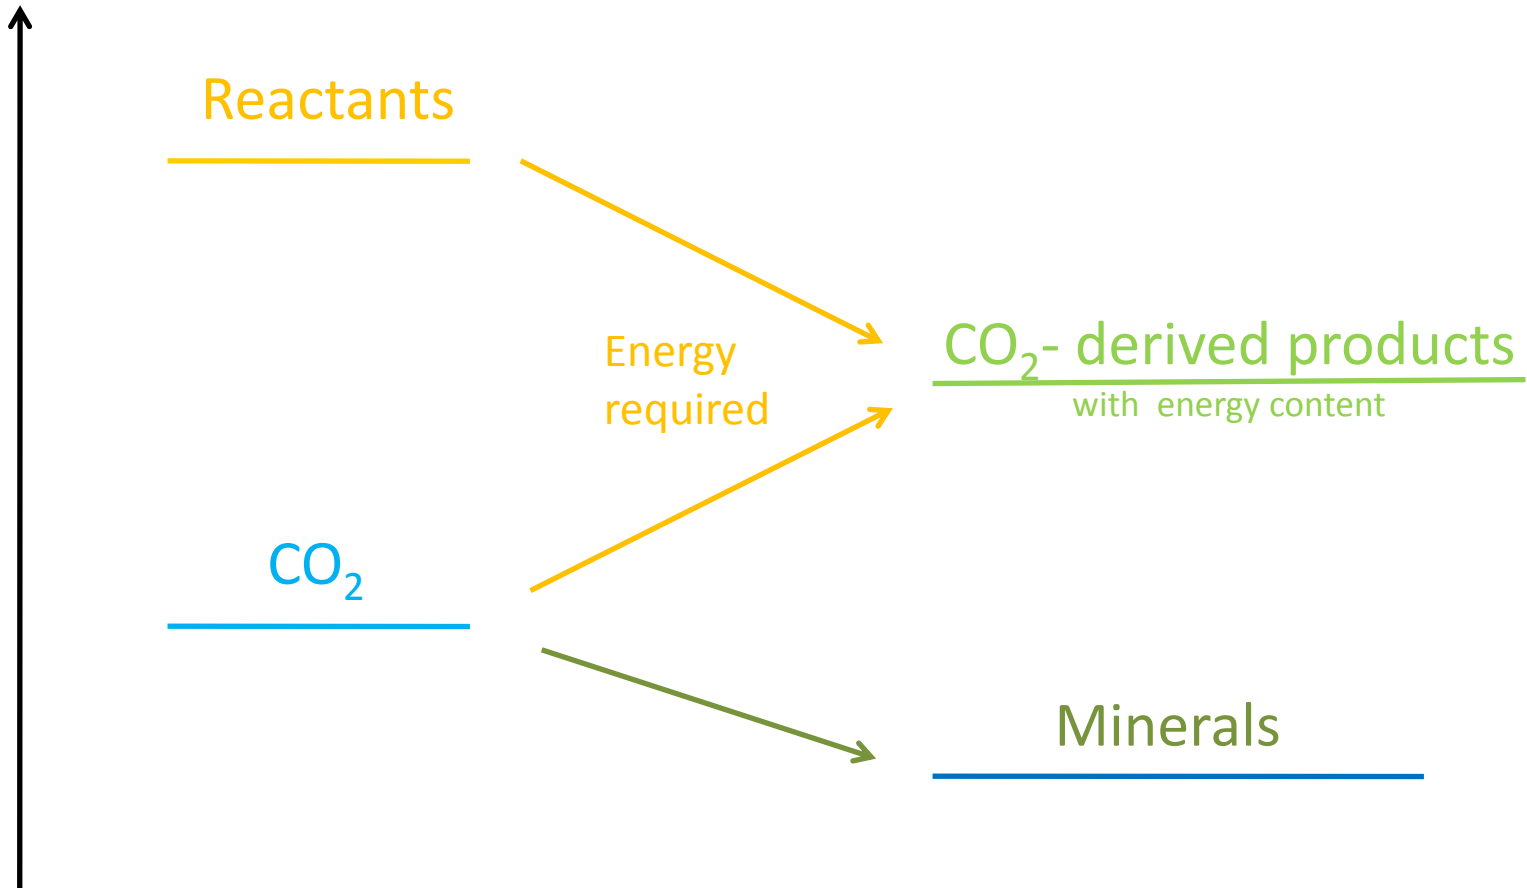 Reactants
Energy
required
CO₂- derived products
with energy content
CO₂
Minerals